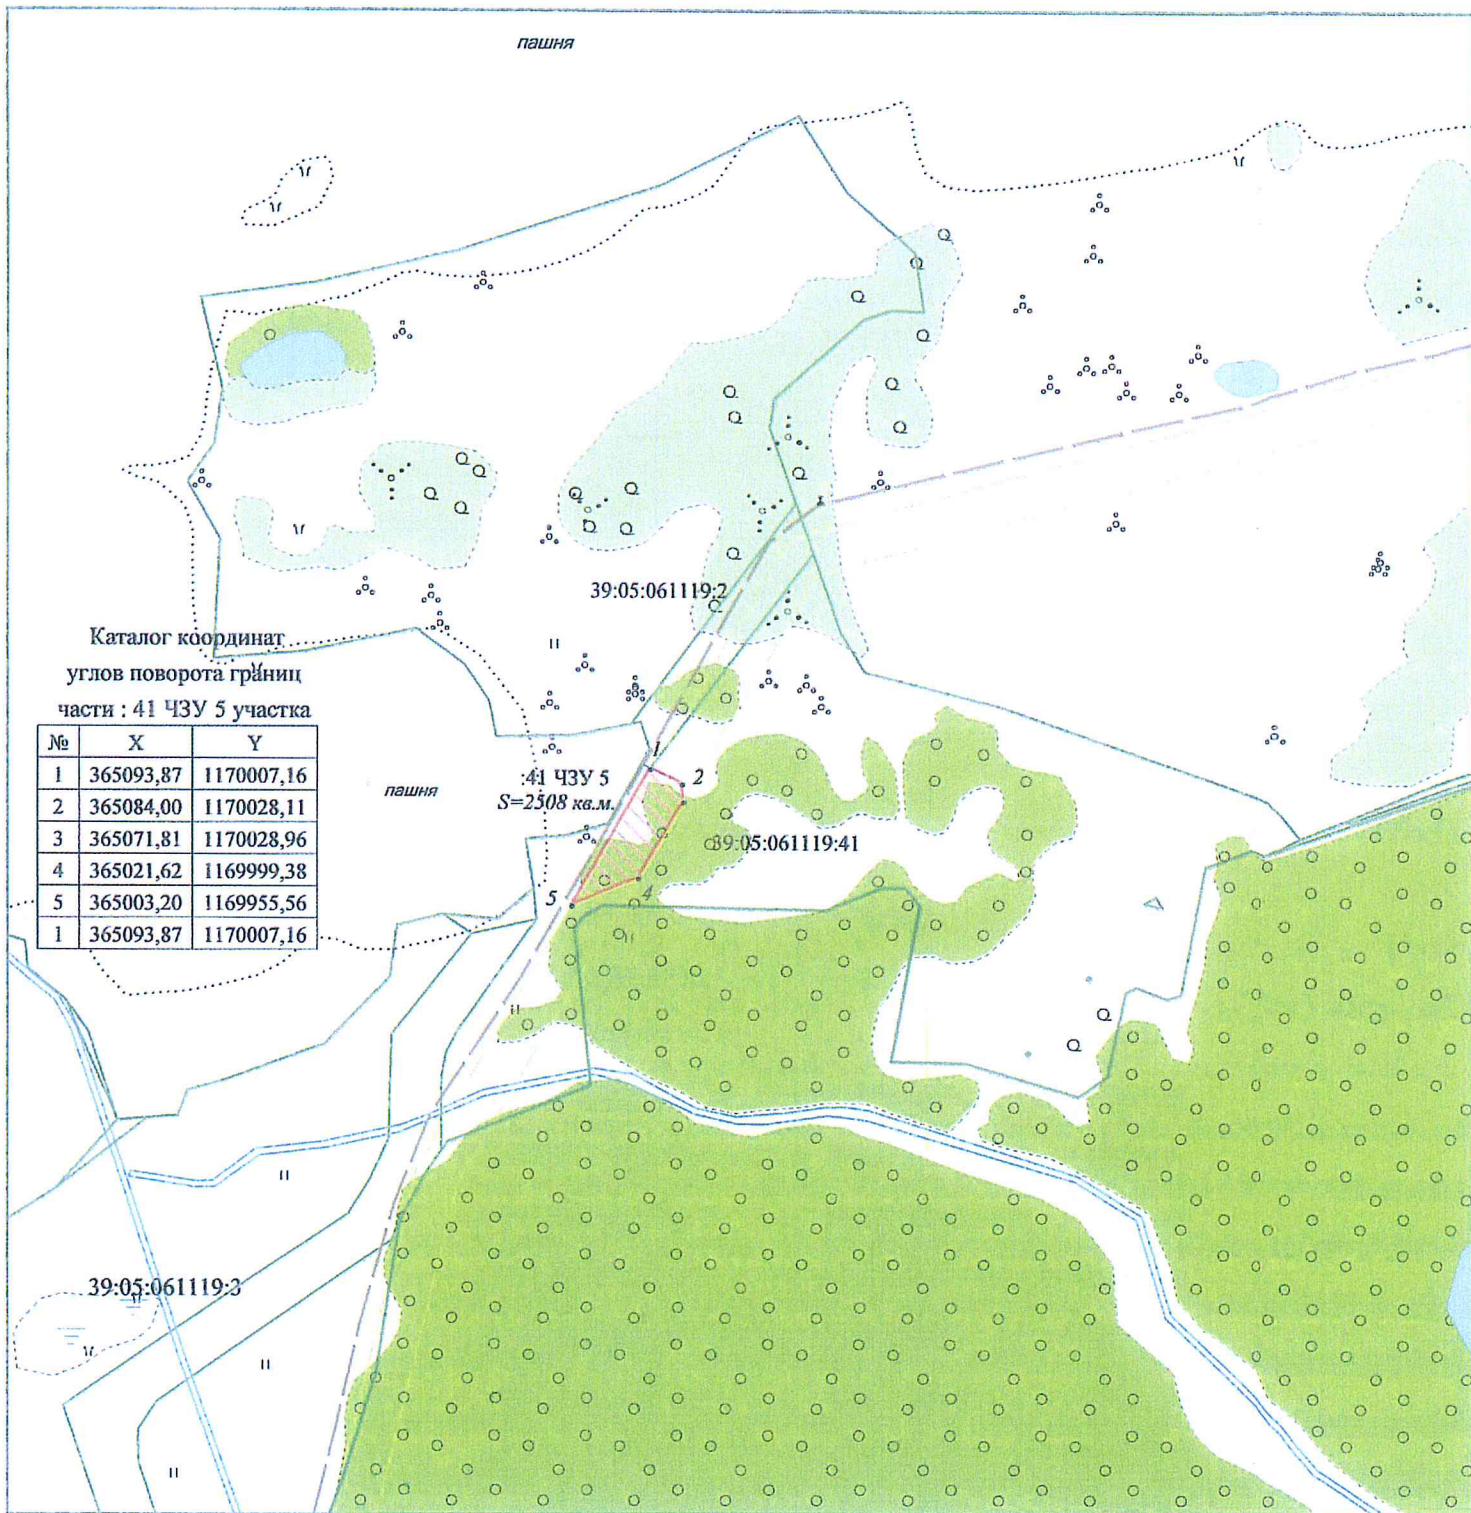 пашня
39:05:061119:2
Каталог координат
углов поворота границ
части : 41 ЧЗУ 5 участка
№ X Y
1 365093,87 1170007,16
2 365084,00 1170028,11
3 365071,81 1170028,96
4 365021,62 1169999,38
5 365003,20 1169955,56
1 365093,87 1170007,16
пашня
1
2
:41 ЧЗУ 5
S=2508 кв.м.
39:05:061119:41
4
5
39:05:061119:3